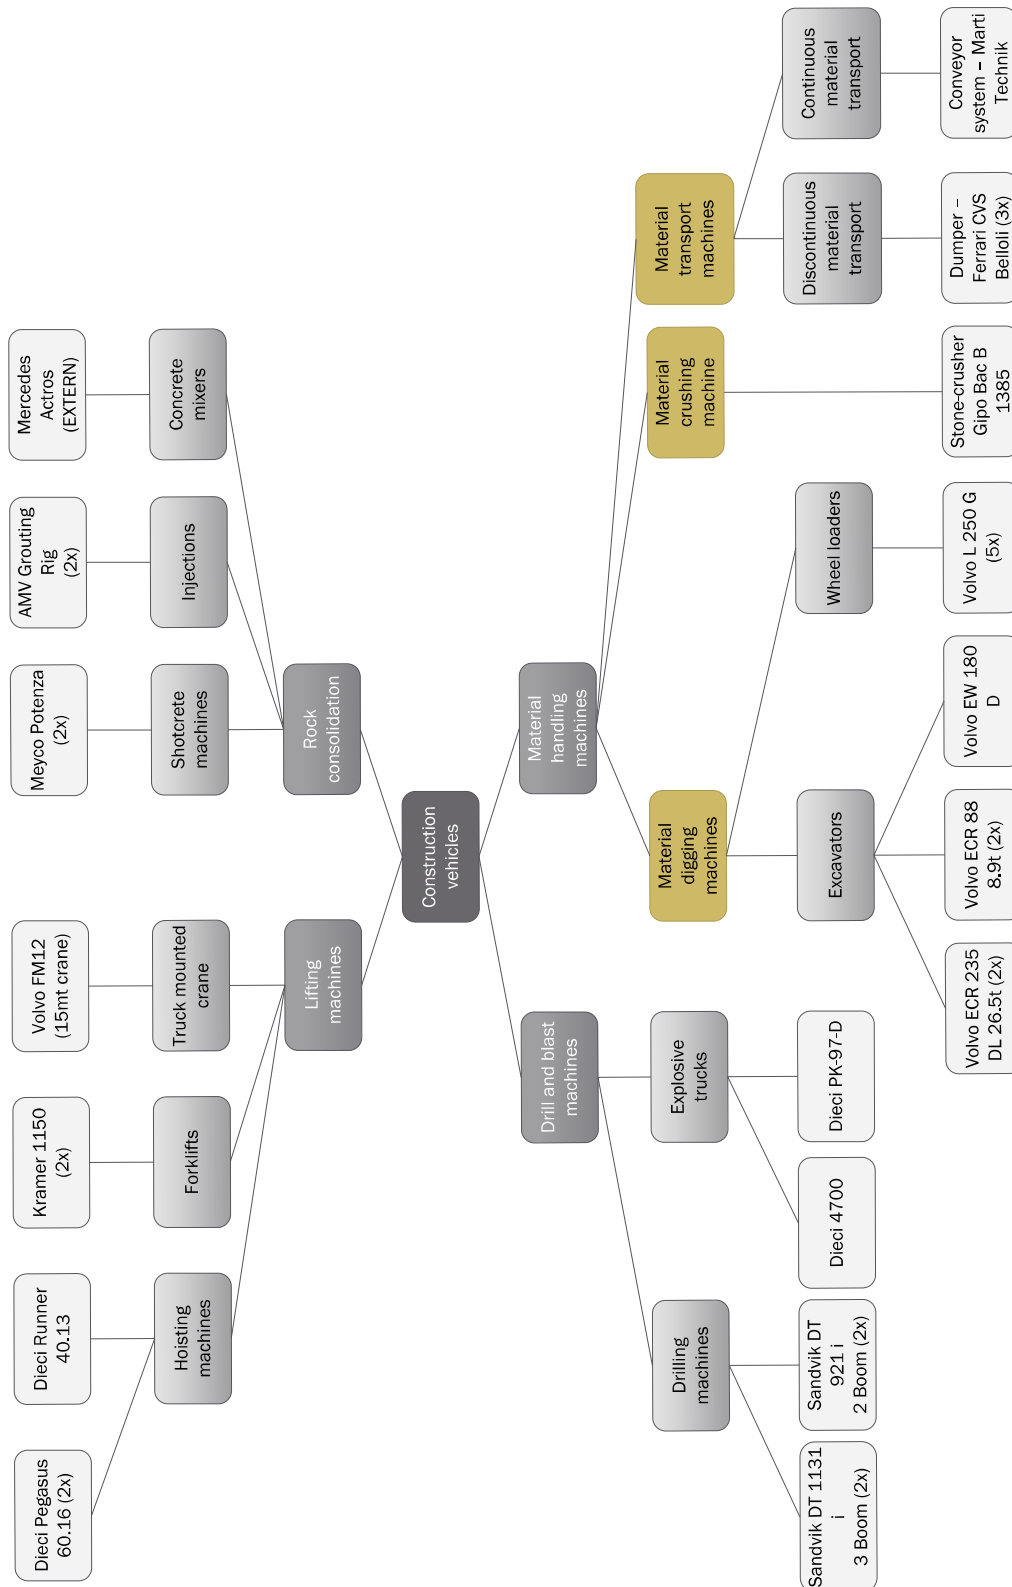 Dieci Pegasus
60.16 (2x)
Dieci Runner
40.13
Kramer 1150
(2x)
Volvo FM12
(15mt crane)
Meyco Potenza
(2x)
AMV Grouting
Rig
(2x)
Mercedes
Actros
(EXTERN)
Hoisting
machines
Forklifts
Truck mounted
crane
Shotcrete
machines
Injections
Concrete
mixers
Lifting
machines
Rock
consolidation
Construction
vehicles
Drill and blast
machines
Material
handling
machines
Drilling
machines
Explosive
trucks
Material
digging
machines
Material
crushing
machine
Material
transport
machines
Sandvik DT 1131
i
3 Boom (2x)
Sandvik DT
921 i
2 Boom (2x)
Dieci 4700
Dieci PK-97-D
Excavators
Wheel loaders
Discontinuous
material
transport
Continuous
material
transport
Volvo ECR 235
DL 26.5t (2x)
Volvo ECR 88
8.9t (2x)
Volvo EW 180
D
Volvo L 250 G
(5x)
Stone-crusher
Gipo Bac B
1385
Dumper –
Ferrari CVS
Belloli (3x)
Conveyor
system – Marti
Technik